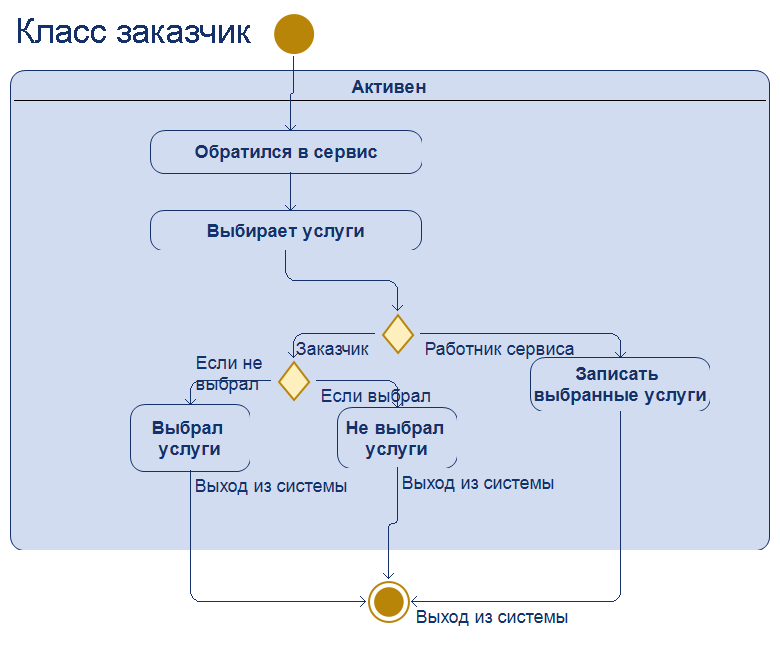 Класс заказчик
Активен
Обратился в сервис
Выбирает услуги
Заказчик
Работник сервиса
Если не
выбрал
Если выбрал
Записать
выбранные услуги
Выбрал
услуги
Не выбрал
услуги
Выход из системы
Выход из системы
Выход из системы